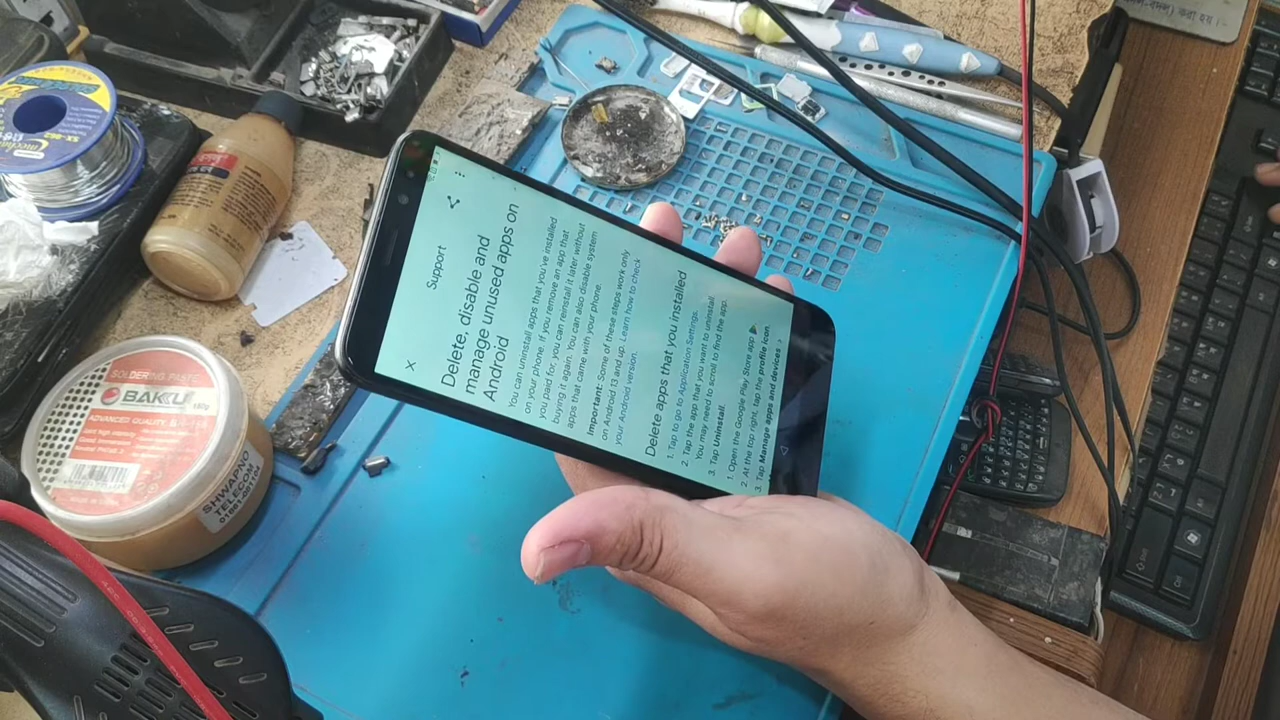 Support
Delete, disable and
manage unused apps on
Android
You can uninstall apps that you've installed
on your phone. If you remove an app that
you paid for, you can reinstall it later without
buying it again. You can also disable system
apps that came with your phone.
Important: Some of these steps work only
on Android 13 and up. Learn how to check
your Android version.
Delete apps that you installed
1. Tap to go to Application Settings.
2. Tap the app that you want to uninstall.
You may need to scroll to find the app.
3. Tap Uninstall.
1. Open the Google Play Store app
2. At the top right, tap the profile icon.
3. Tap Manage apps and devices
SOLDERING PASTE
BAKU
150g
ADVANCED QUALITY
SHWAPNO
TELECOM